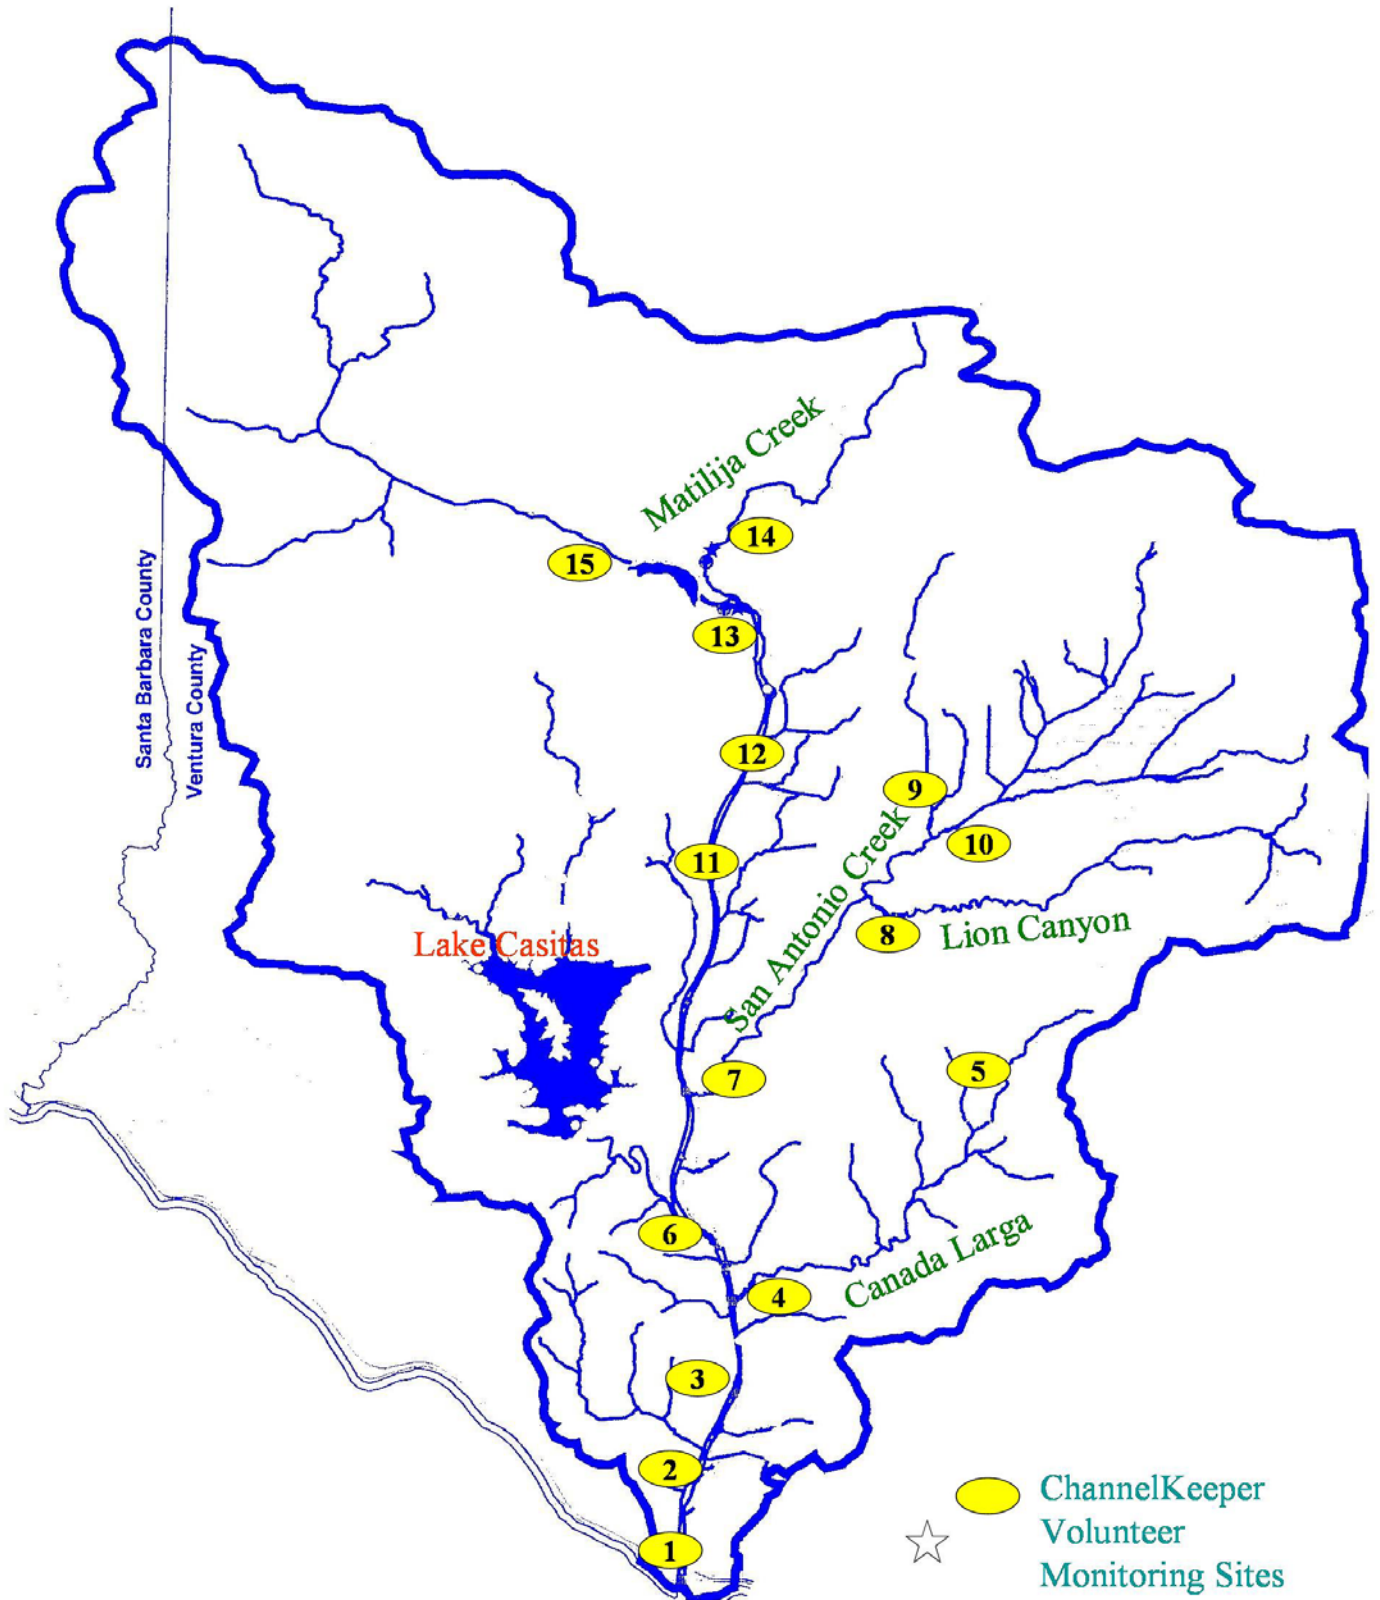 Matilija Creek
14
15
13
Santa Barbara County
Ventura County
12
9
10
11
San Antonio Creek
8
Lion Canyon
Lake Casitas
7
5
6
4
Canada Larga
3
2
1
ChannelKeeper
Volunteer
Monitoring Sites